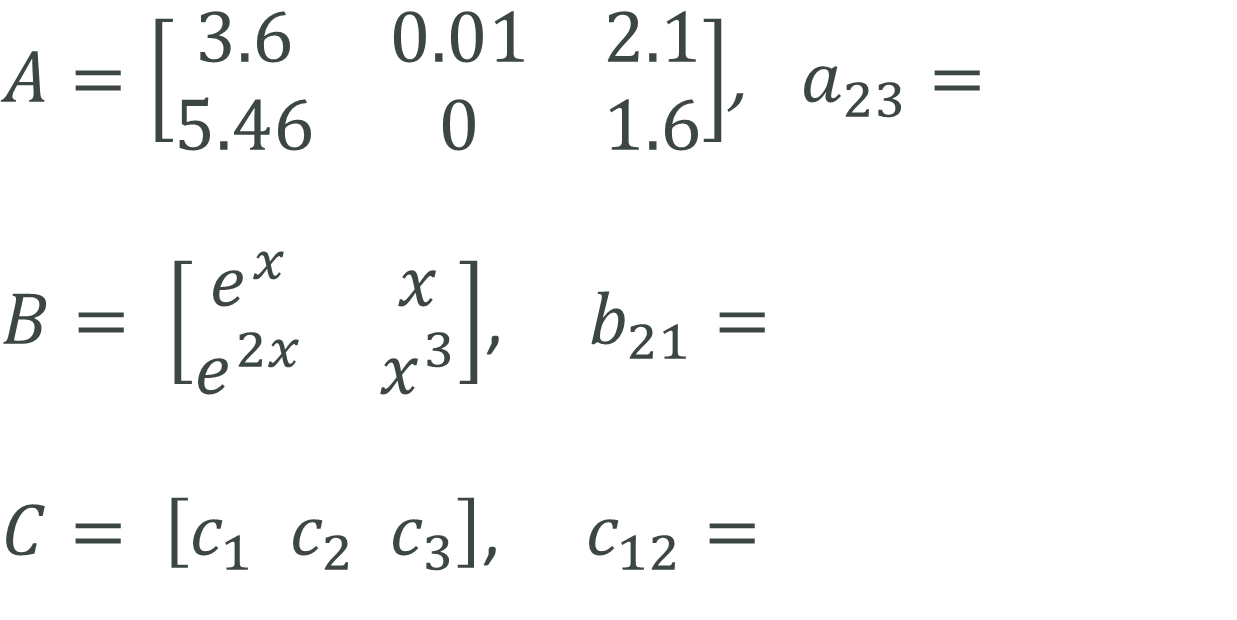 A = [3.6 0.01 2.1
5.46 0 1.6], a₂₃ =
B = [eˣ x
e²ˣ x³], b₂₁ =
C = [c₁ c₂ c₃], c₁₂ =